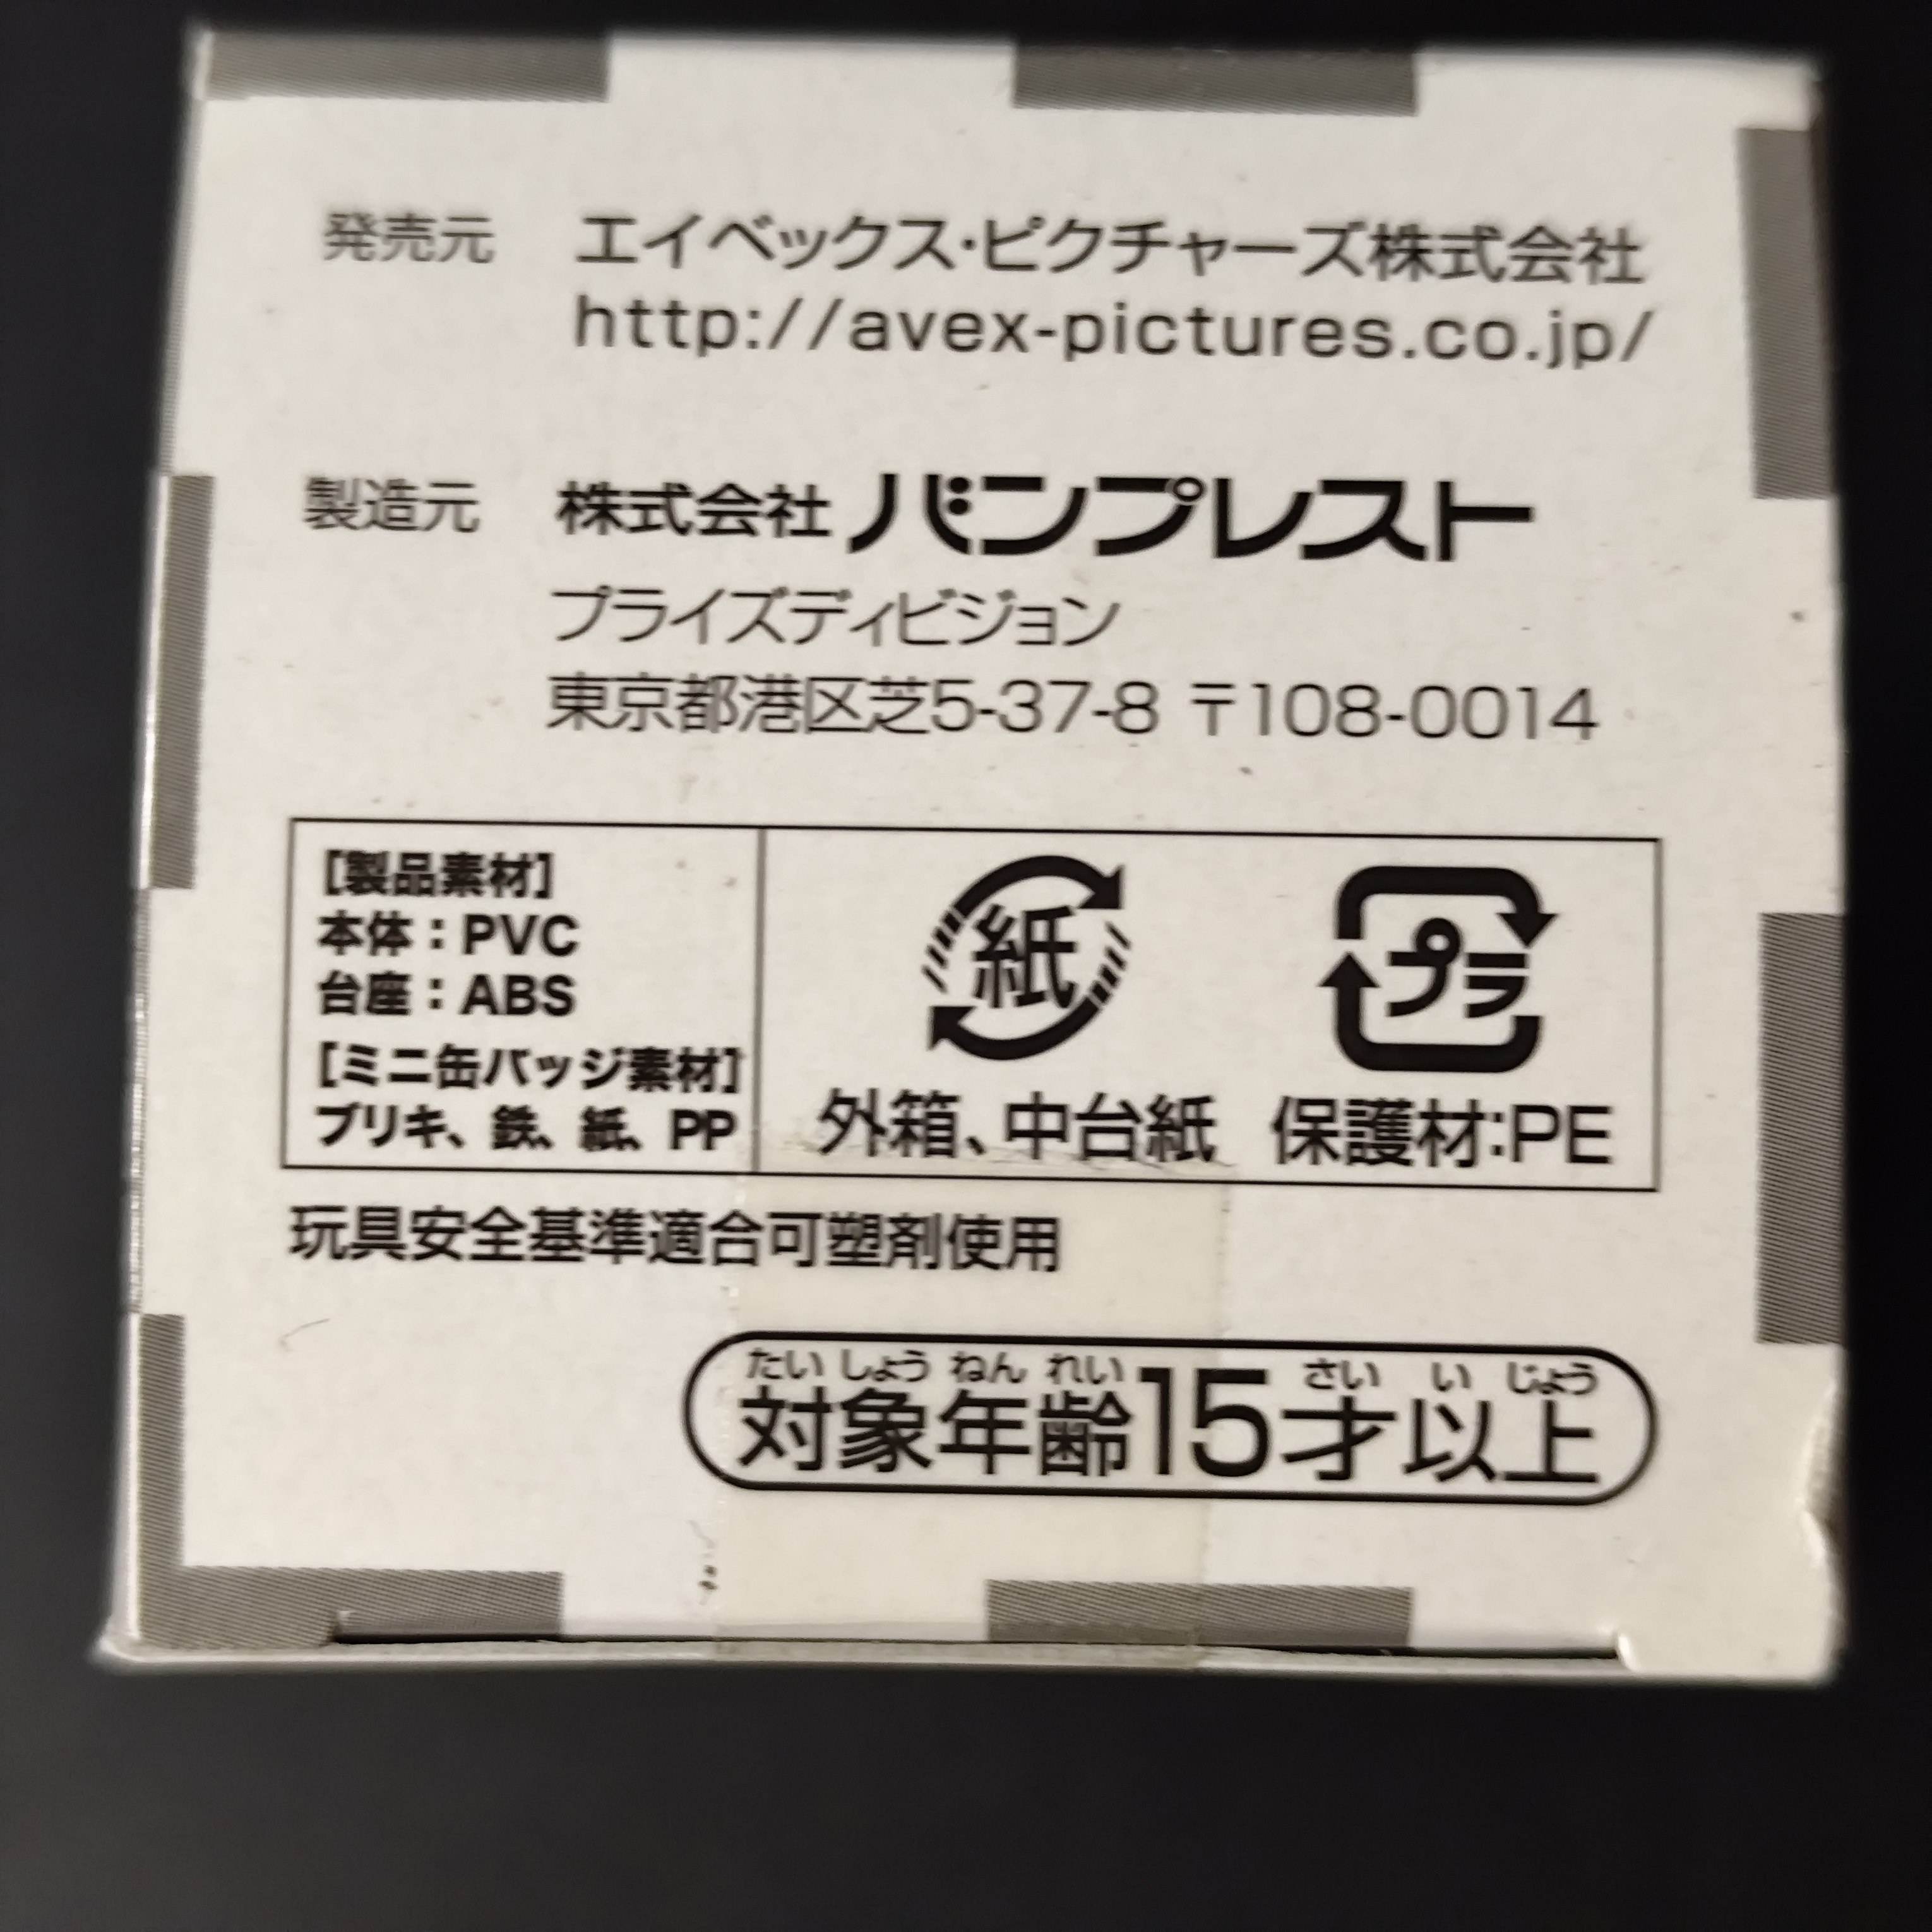 発売元 エイベックス・ピクチャーズ株式会社
http://avex-pictures.co.jp/
製造元 株式会社 バンプレスト
プライズディビジョン
東京都港区芝5-37-8 〒108-0014
[製品素材]
本体：PVC
台座：ABS
[ミニ缶バッジ素材]
ブリキ、鉄、紙、PP
紙
外箱、中台紙
プラ
保護材:PE
玩具安全基準適合可塑剤使用
たい しょう ねん れい さい い じょう
対象年齢15才以上